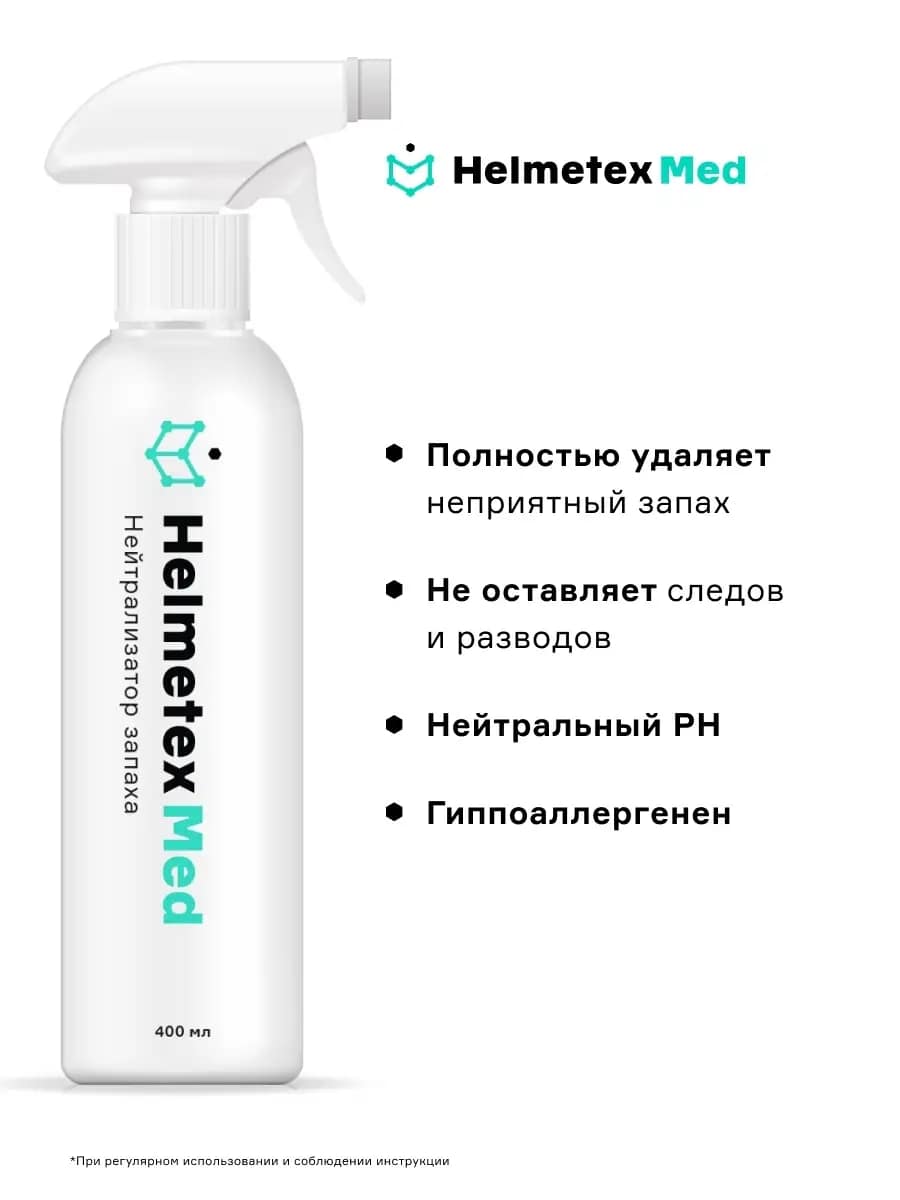 Helmetex Med
Полностью удаляет
неприятный запах
Не оставляет следов
и разводов
Нейтральный PH
Гиппоаллергенен
Helmetex Med
Нейтрализатор запаха
400 мл
*При регулярном использовании и соблюдении инструкции